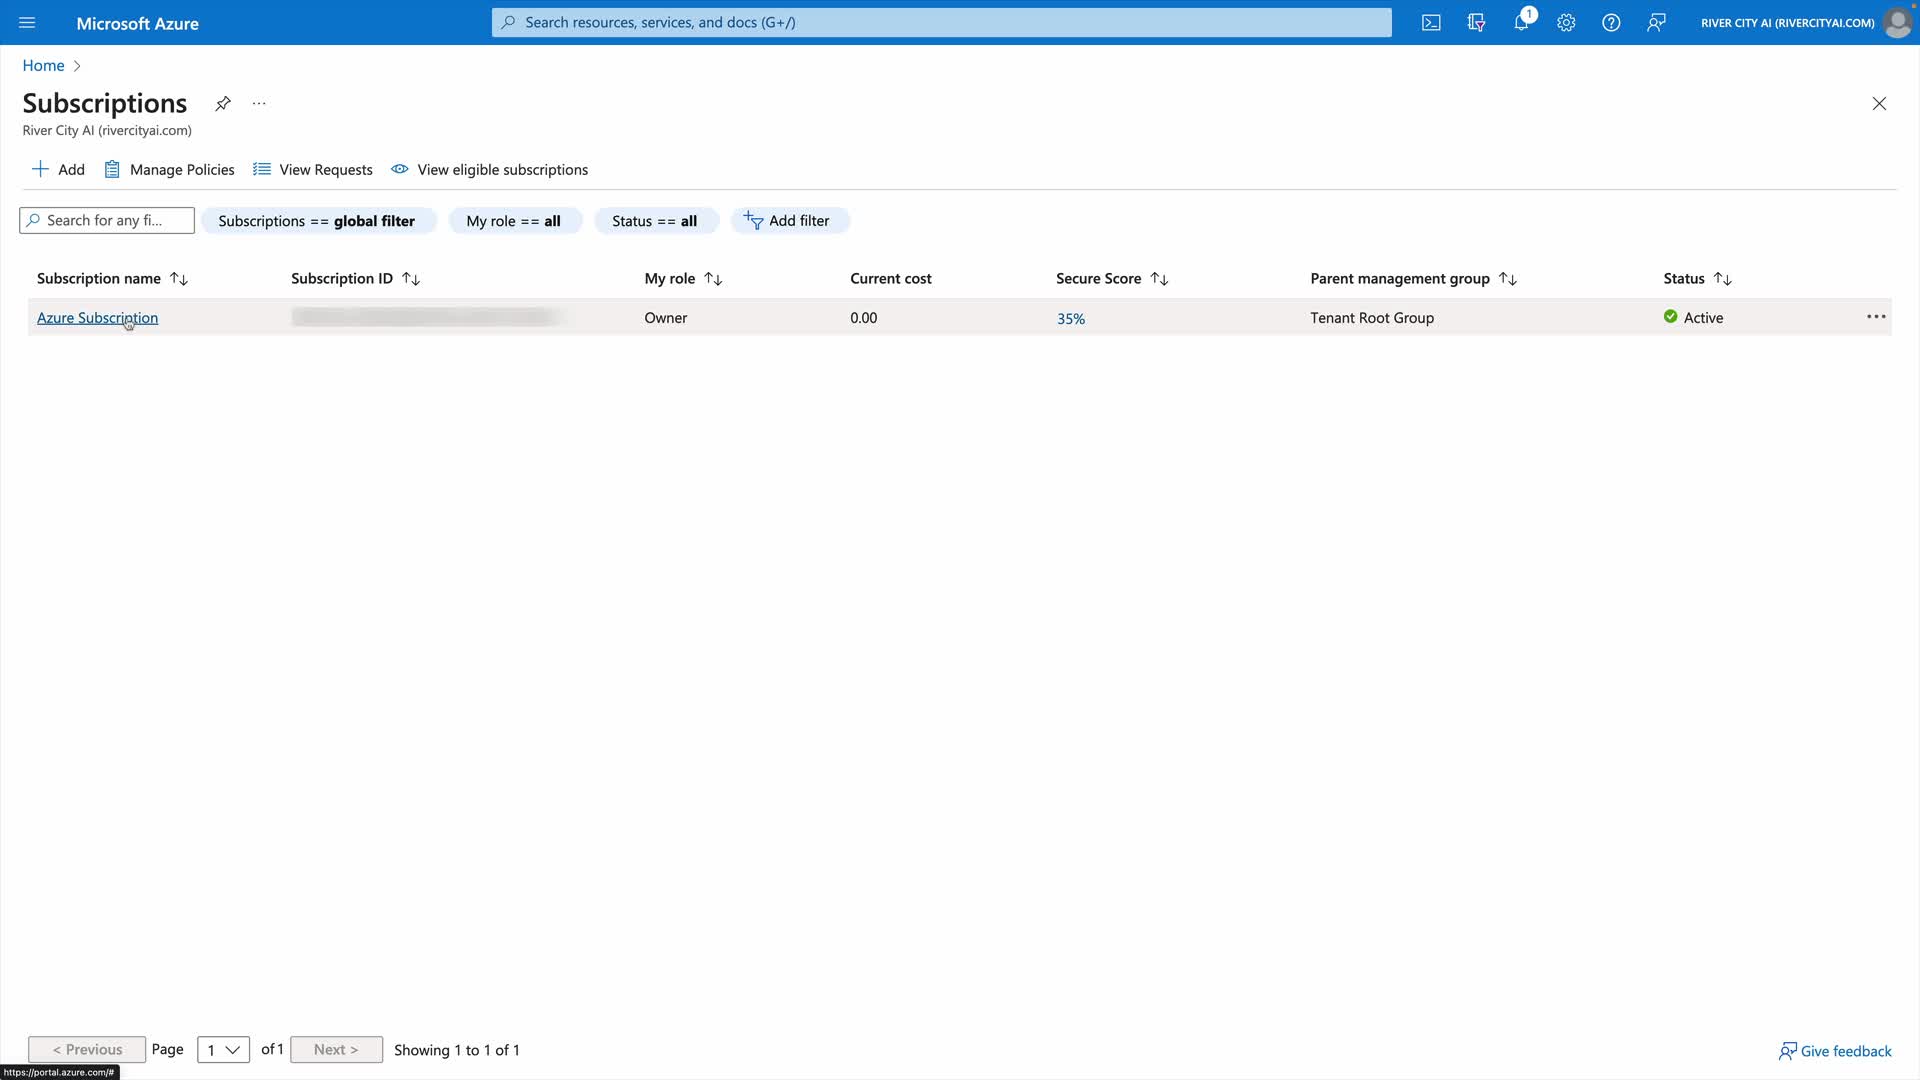 Microsoft Azure
Search resources, services, and docs (G+/)
1
RIVER CITY AI (RIVERCITYAI.COM)
Home
Subscriptions
River City AI (rivercityai.com)
Add
Manage Policies
View Requests
View eligible subscriptions
Search for any fi...
Subscriptions == global filter
My role == all
Status == all
Add filter
Subscription name
Subscription ID
My role
Current cost
Secure Score
Parent management group
Status
Azure Subscription
Owner
0.00
35%
Tenant Root Group
Active
< Previous
Page
1
of 1
Next >
Showing 1 to 1 of 1
Give feedback
https://portal.azure.com/#